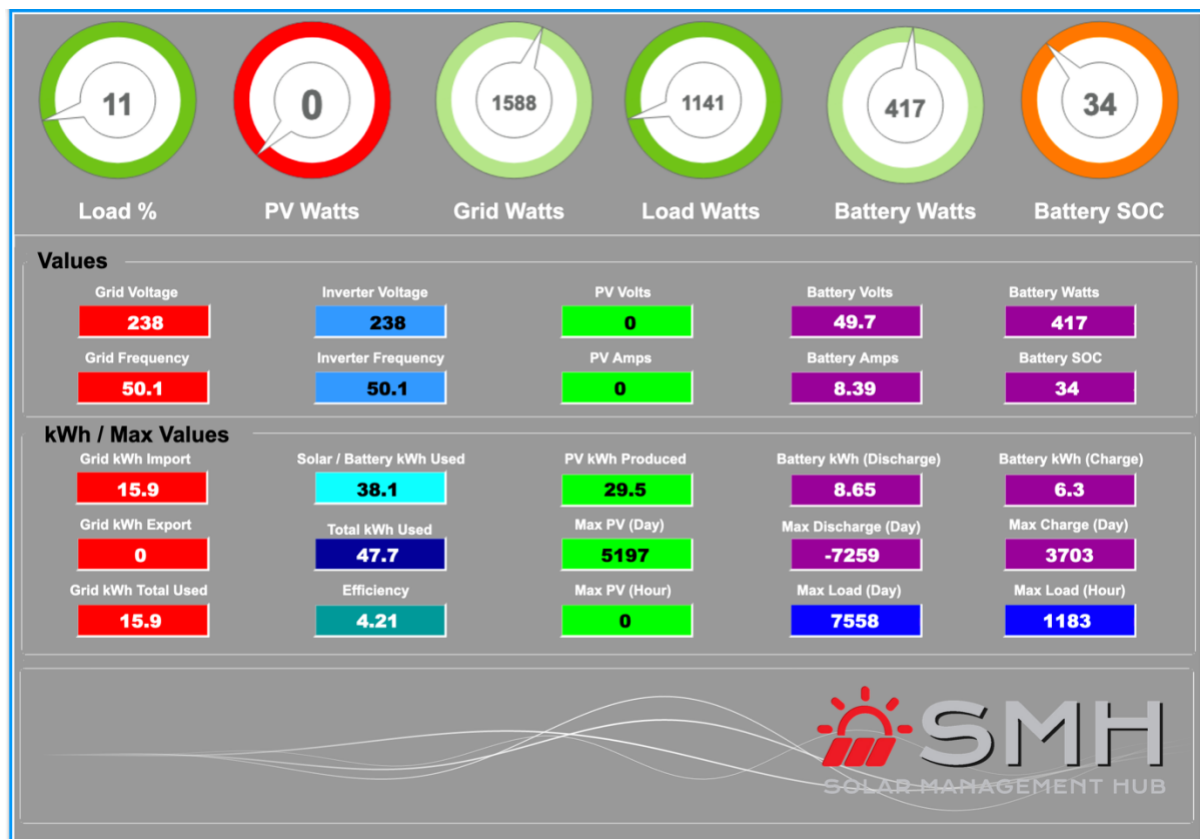 11 0 1588 1141 417 34
Load % PV Watts Grid Watts Load Watts Battery Watts Battery SOC
Values
Grid Voltage Inverter Voltage PV Volts Battery Volts Battery Watts
238 238 0 49.7 417
Grid Frequency Inverter Frequency PV Amps Battery Amps Battery SOC
50.1 50.1 0 8.39 34
kWh / Max Values
Grid kWh Import Solar / Battery kWh Used PV kWh Produced Battery kWh (Discharge) Battery kWh (Charge)
15.9 38.1 29.5 8.65 6.3
Grid kWh Export Total kWh Used Max PV (Day) Max Discharge (Day) Max Charge (Day)
0 47.7 5197 -7259 3703
Grid kWh Total Used Efficiency Max PV (Hour) Max Load (Day) Max Load (Hour)
15.9 4.21 0 7558 1183
SMH
SOLAR MANAGEMENT HUB